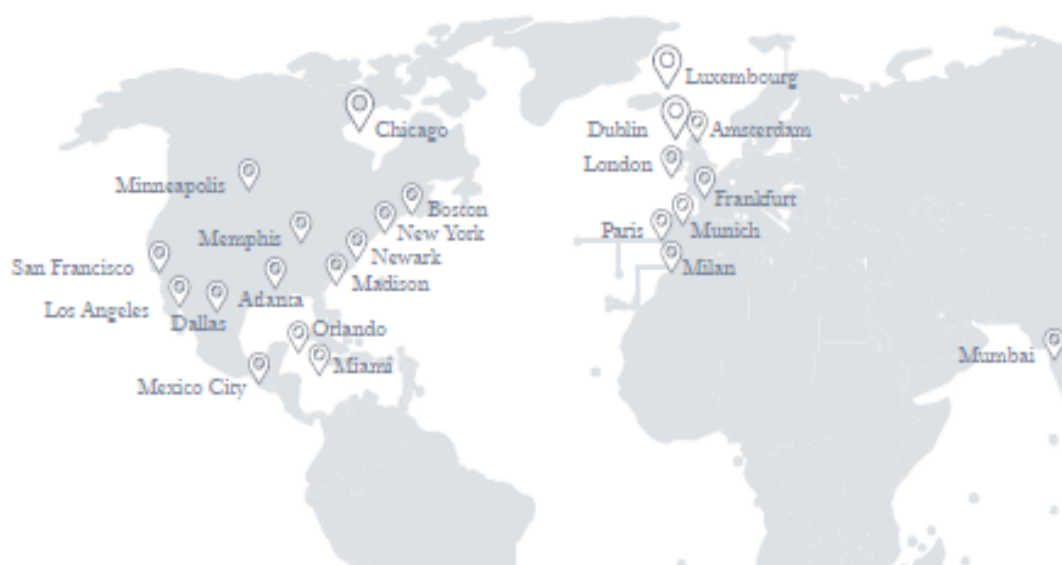 Luxembourg
Chicago
Dublin
Amsterdam
London
Minneapolis
Frankfurt
Boston
Paris
Munich
New York
Memphis
Newark
San Francisco
Milan
Madison
Atlanta
Los Angeles
Dallas
Orlando
Mumbai
Miami
Mexico City